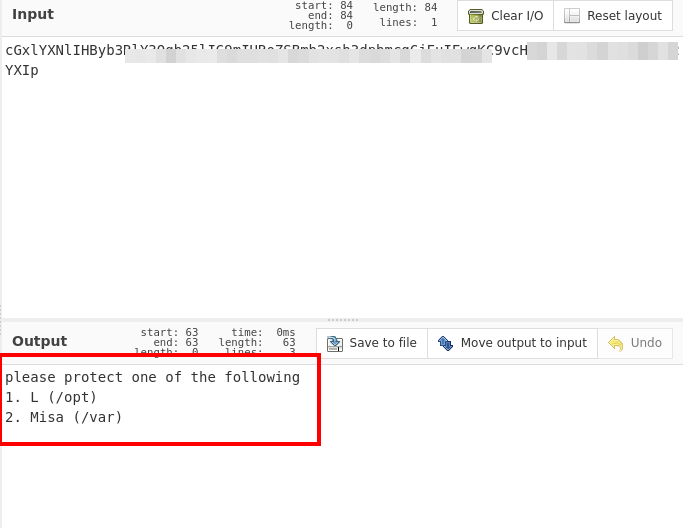 Input
start: 84
end: 84
length: 0
length: 84
lines: 1
Clear I/O
Reset layout
YXIp
Output
start: 63
end: 63
length: 0
time: 0ms
length: 63
lines: 3
Save to file
Move output to input
Undo
please protect one of the following
1. L (/opt)
2. Misa (/var)